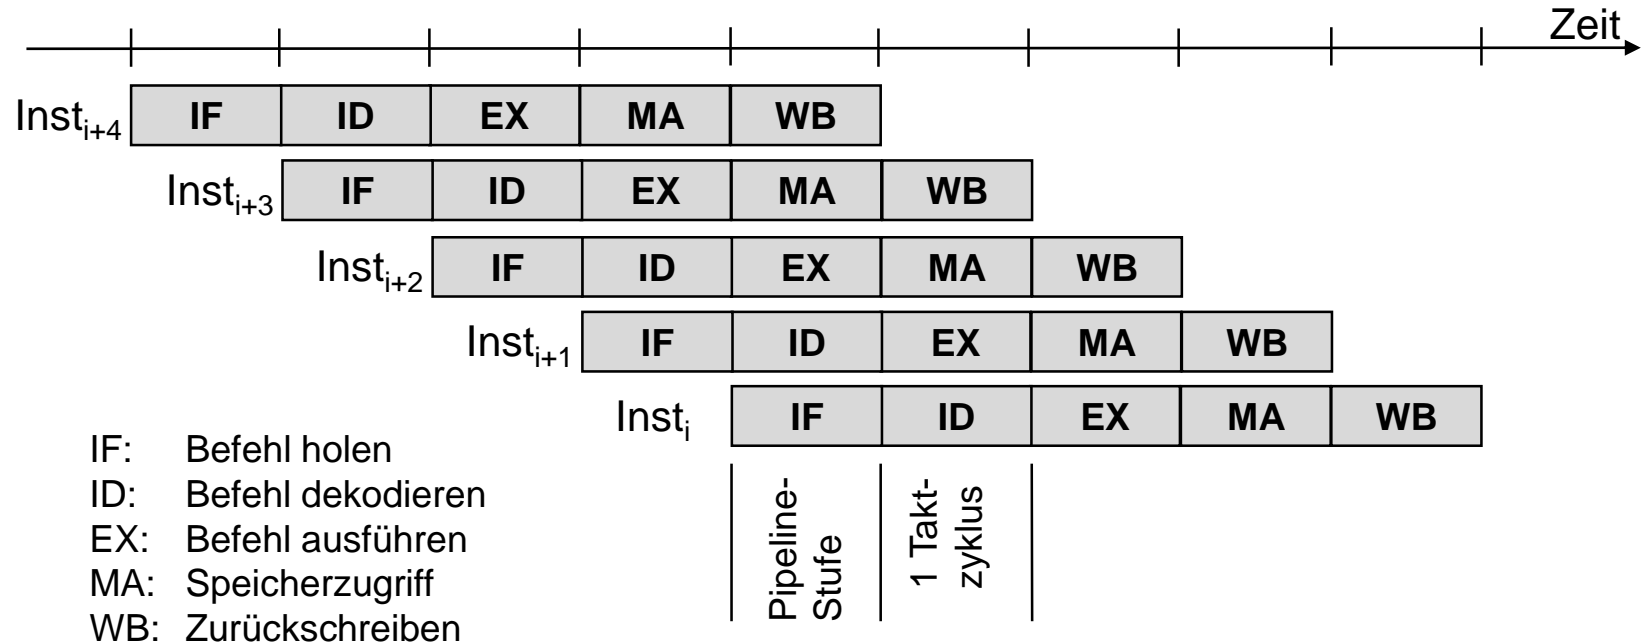 Zeit
Inst i+4 IF ID EX MA WB
Inst i+3 IF ID EX MA WB
Inst i+2 IF ID EX MA WB
Inst i+1 IF ID EX MA WB
Inst i IF ID EX MA WB
IF: Befehl holen
ID: Befehl dekodieren
EX: Befehl ausführen
MA: Speicherzugriff
WB: Zurückschreiben
Pipeline-
Stufe
1 Takt-
zyklus